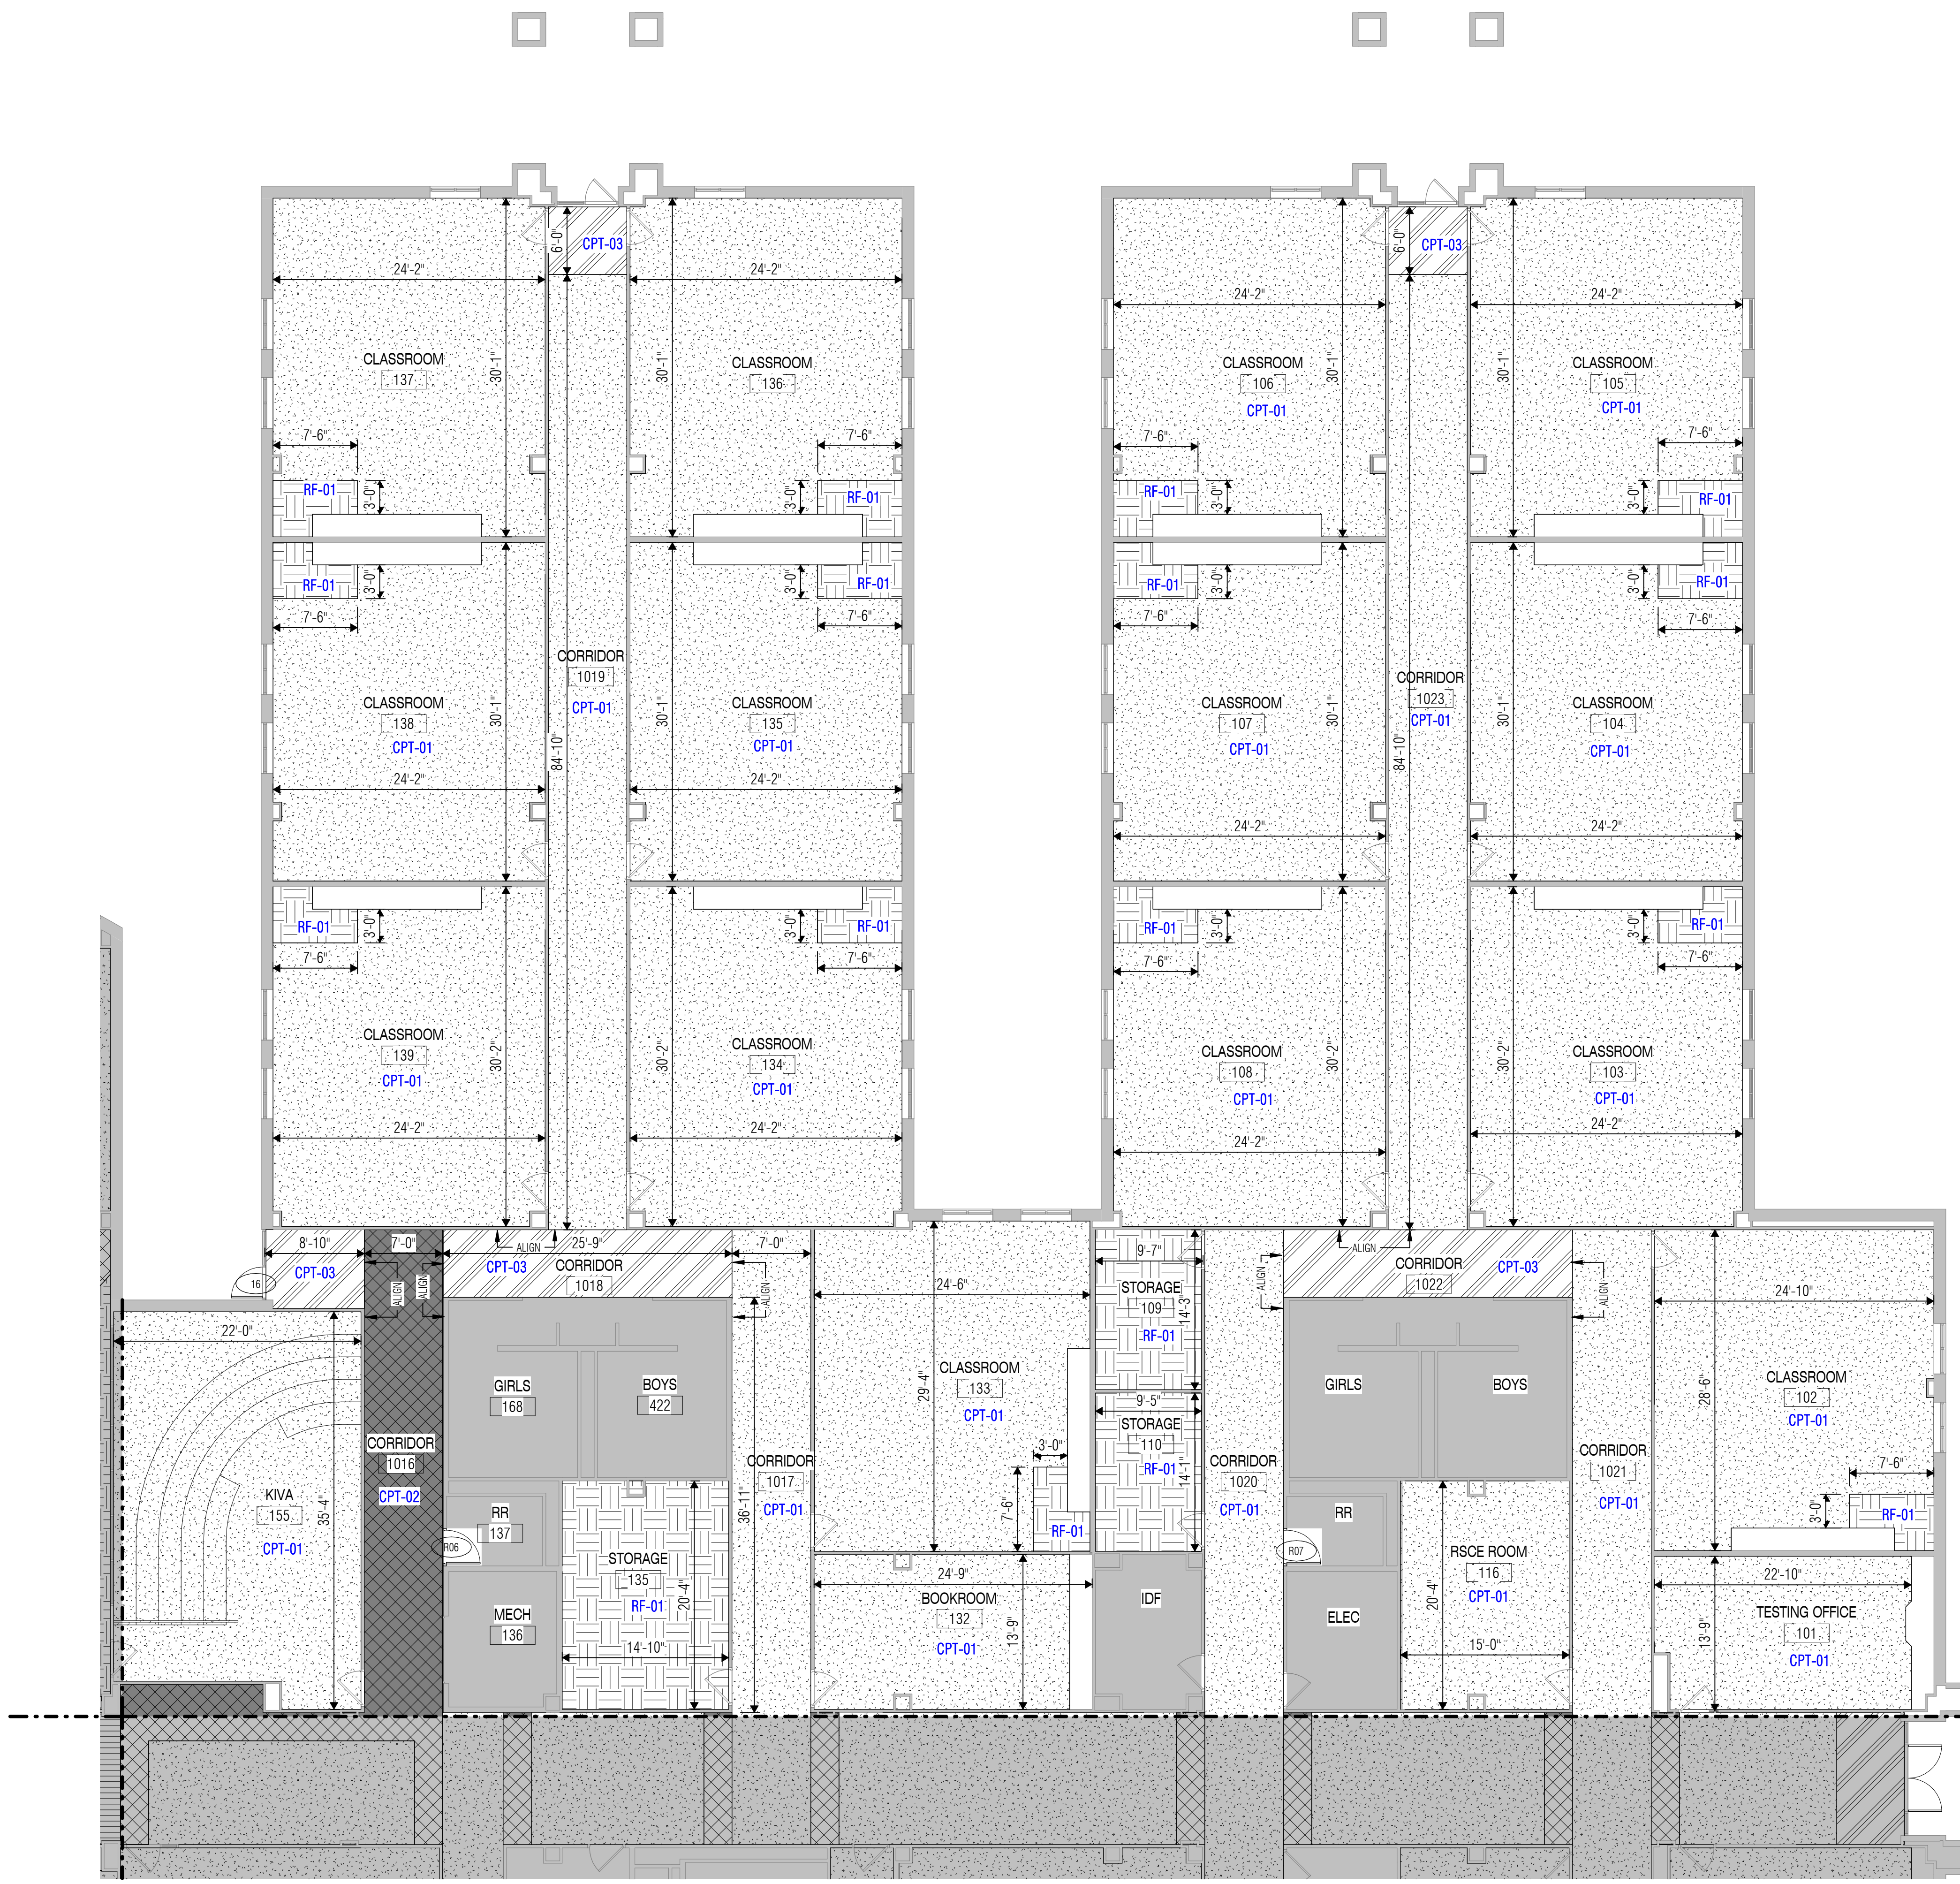 6'-0"
CPT-03
6'-0"
CPT-03
24'-2"
24'-2"
24'-2"
24'-2"
CLASSROOM
137
30'-1"
30'-1"
CLASSROOM
136
CLASSROOM
106
CPT-01
30'-1"
30'-1"
CLASSROOM
105
CPT-01
7'-6"
7'-6"
7'-6"
7'-6"
RF-01
3'-0"
3'-0"
RF-01
RF-01
3'-0"
3'-0"
RF-01
RF-01
3'-0"
3'-0"
RF-01
RF-01
3'-0"
3'-0"
RF-01
7'-6"
7'-6"
7'-6"
7'-6"
CORRIDOR
1019
CPT-01
84'-10"
CORRIDOR
1023
CPT-01
84'-10"
CLASSROOM
138
CPT-01
30'-1"
24'-2"
30'-1"
CLASSROOM
135
CPT-01
24'-2"
CLASSROOM
107
CPT-01
30'-1"
24'-2"
30'-1"
CLASSROOM
104
CPT-01
24'-2"
RF-01
3'-0"
3'-0"
RF-01
RF-01
3'-0"
3'-0"
RF-01
7'-6"
7'-6"
7'-6"
7'-6"
CLASSROOM
139
CPT-01
30'-2"
24'-2"
30'-2"
CLASSROOM
134
CPT-01
24'-2"
CLASSROOM
108
CPT-01
30'-2"
24'-2"
30'-2"
CLASSROOM
103
CPT-01
24'-2"
8'-10"
7'-0"
ALIGN
25'-9"
7'-0"
CPT-03
16
ALIGN
ALIGN
CPT-03
CORRIDOR
1018
ALIGN
24'-6"
9'-7"
STORAGE
109
14'-3"
RF-01
ALIGN
ALIGN
CORRIDOR
1022
CPT-03
ALIGN
24'-10"
22'-0"
KIVA
155
CPT-01
35'-4"
CORRIDOR
1016
CPT-02
GIRLS
168
BOYS
422
CORRIDOR
1017
CPT-01
36'-11"
CLASSROOM
133
CPT-01
29'-4"
3'-0"
7'-6"
RF-01
9'-5"
STORAGE
110
RF-01
14'-1"
CORRIDOR
1020
CPT-01
GIRLS
BOYS
CORRIDOR
1021
CPT-01
28'-6"
CLASSROOM
102
CPT-01
7'-6"
3'-0"
RF-01
RR
137
R06
MECH
136
STORAGE
135
RF-01
20'-4"
14'-10"
24'-9"
BOOKROOM
132
CPT-01
13'-9"
IDF
RR
R07
ELEC
RSCE ROOM
116
CPT-01
20'-4"
15'-0"
22'-10"
TESTING OFFICE
101
CPT-01
13'-9"